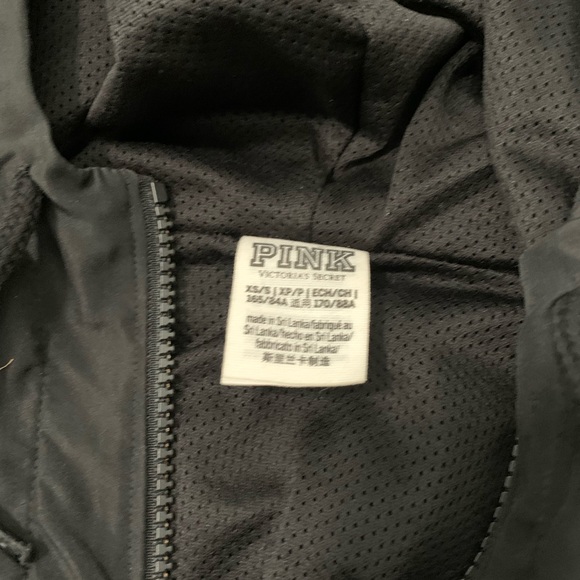 PINK
VICTORIA'S SECRET
XS/S | XP/P | ECH/CH |
165/84A 适用 170/88A
made in Sri Lanka/fabriqué au
Sri Lanka/hecho en Sri Lanka/
fabbricato in Sri Lanka/
斯里兰卡制造